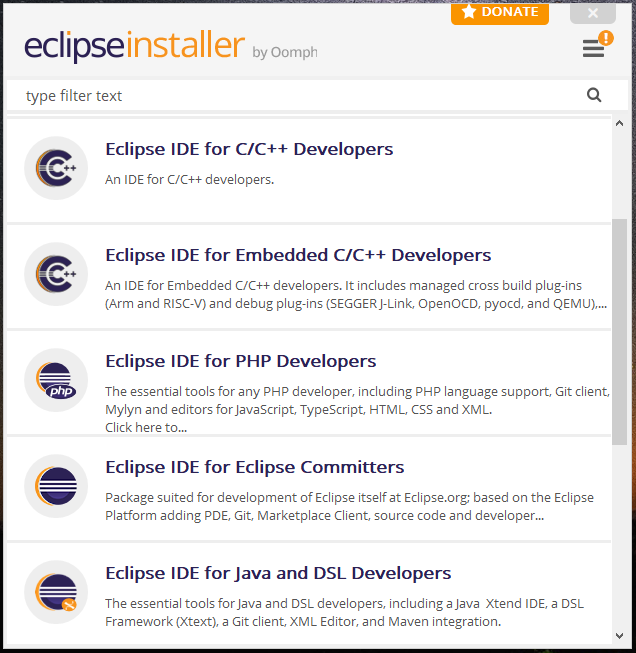 DONATE
eclipseinstaller by Oomph
!
type filter text
C++
Eclipse IDE for C/C++ Developers
An IDE for C/C++ developers.
C++
Eclipse IDE for Embedded C/C++ Developers
An IDE for Embedded C/C++ developers. It includes managed cross build plug-ins
(Arm and RISC-V) and debug plug-ins (SEGGER J-Link, OpenOCD, pyocd, and QEMU),...
php
Eclipse IDE for PHP Developers
The essential tools for any PHP developer, including PHP language support, Git client,
Mylyn and editors for JavaScript, TypeScript, HTML, CSS and XML.
Click here to...
Eclipse IDE for Eclipse Committers
Package suited for development of Eclipse itself at Eclipse.org; based on the Eclipse
Platform adding PDE, Git, Marketplace Client, source code and developer...
Eclipse IDE for Java and DSL Developers
The essential tools for Java and DSL developers, including a Java  Xtend IDE, a DSL
Framework (Xtext), a Git client, XML Editor, and Maven integration.